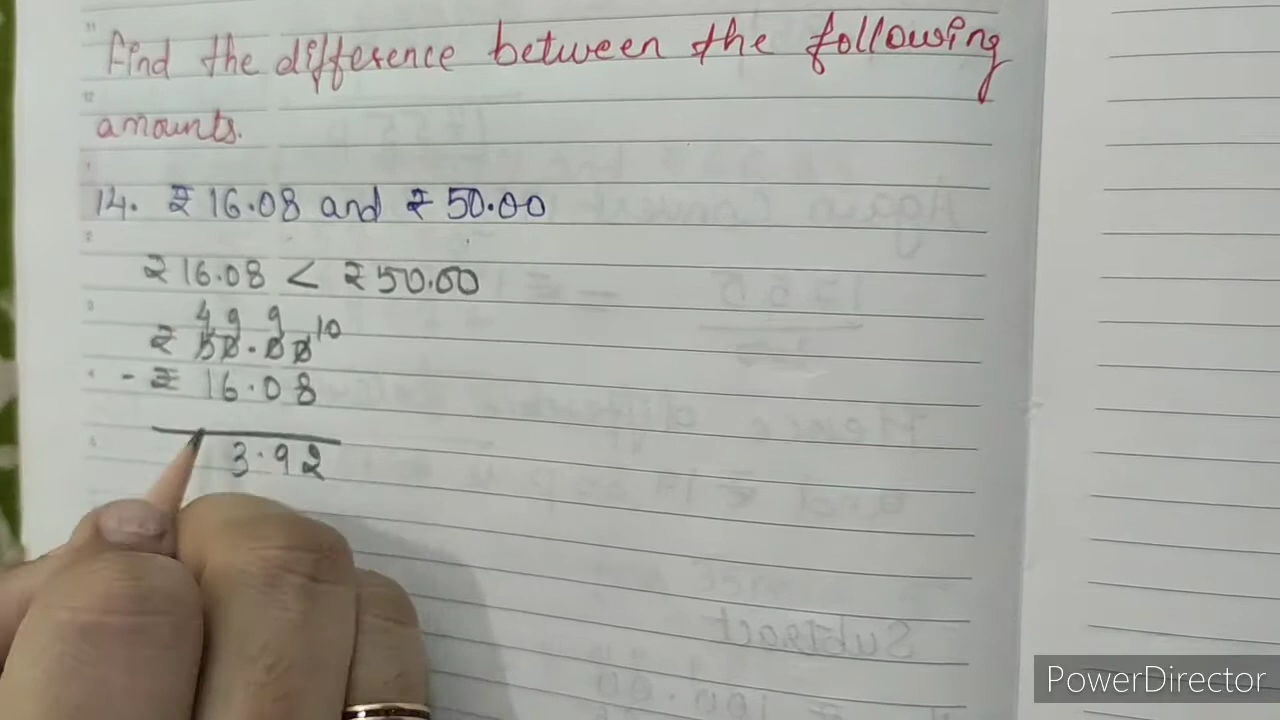 Find the difference between the following
amounts.
14. ₹ 16.08 and ₹ 50.00
₹ 16.08 < ₹ 50.00
4 9 9 10
₹ 50.00
- ₹ 16.08
3.92
PowerDirector